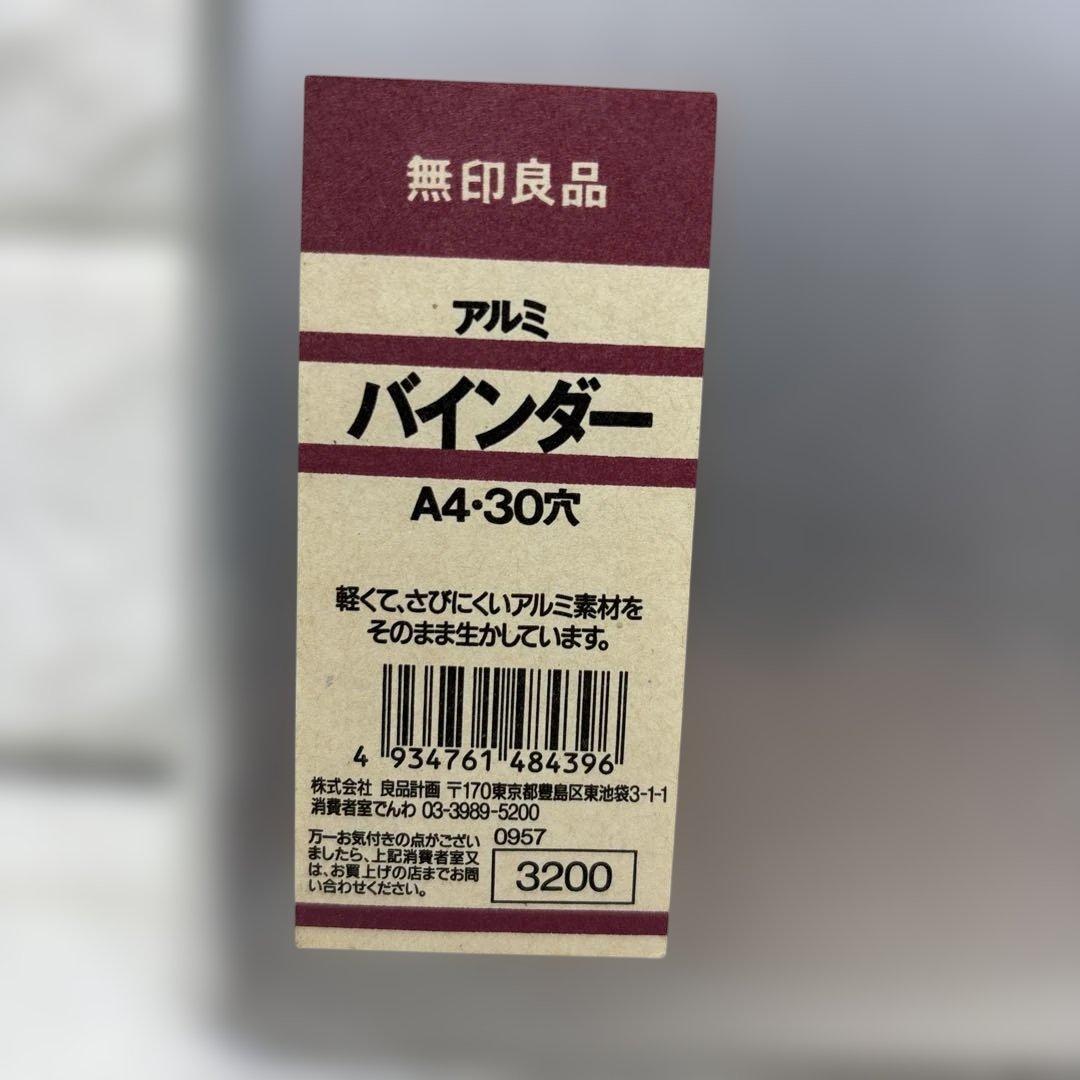 無印良品
アルミ
バインダー
A4・30穴
軽くて、さびにくいアルミ素材を
そのまま生かしています。
4 934761 484396
株式会社 良品計画 〒170東京都豊島区東池袋3-1-1
消費者室でんわ 03-3989-5200
万一お気付きの点がござい
ましたら、上記消費者室又
は、お買上げの店までお問
い合わせください。
0957
3200